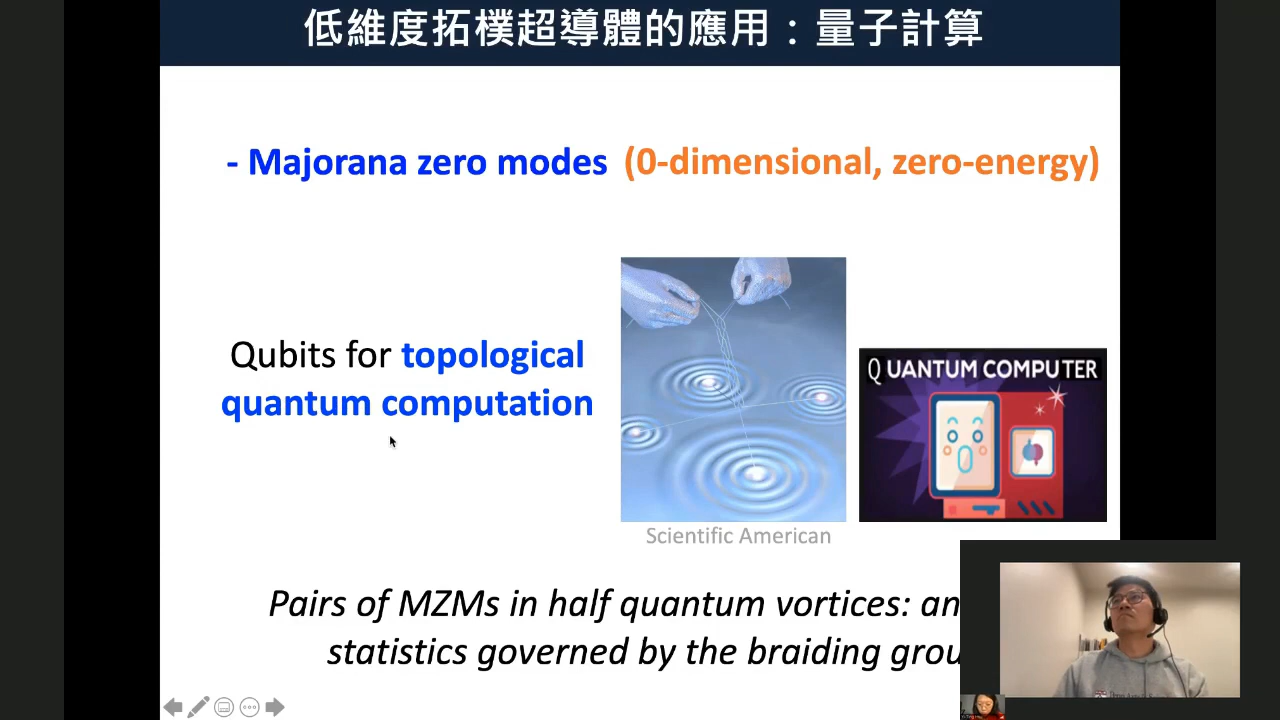 低維度拓樸超導體的應用：量子計算
- Majorana zero modes (0-dimensional, zero-energy)
Qubits for topological
quantum computation
QUANTUM COMPUTER
Scientific American
Pairs of MZMs in half quantum vortices:
statistics governed by the braiding